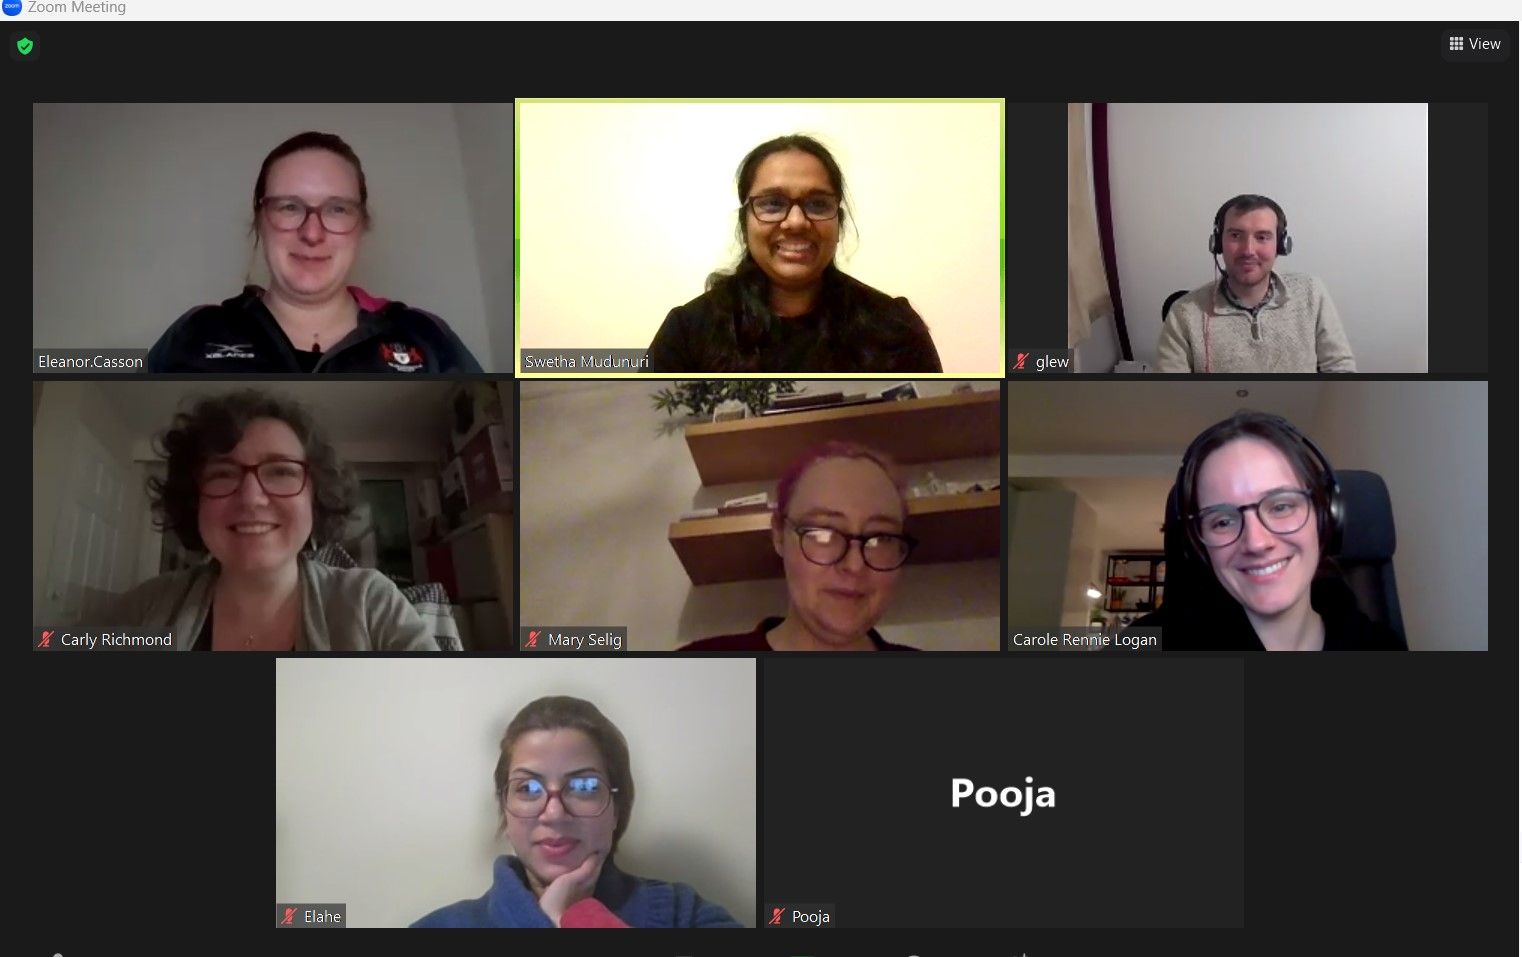 Zoom Meeting
View
Eleanor.Casson
Swetha Mudunuri
glew
Carly Richmond
Mary Selig
Carole Rennie Logan
Elahe
Pooja
Pooja